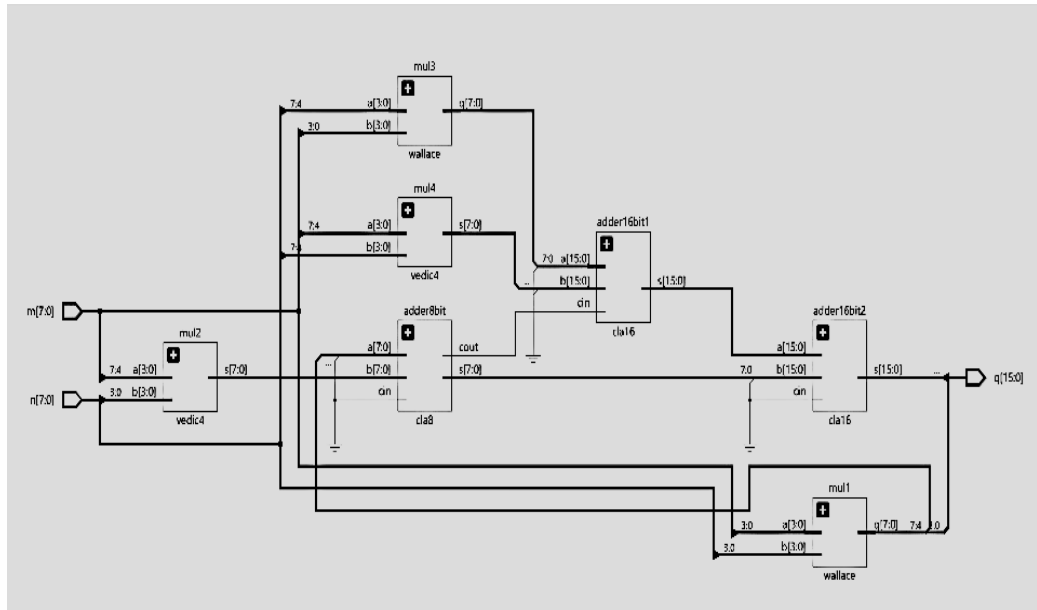 mul3
7:4 a[3:0] q[7:0]
3:0 b[3:0]
wallace
mul4
7:4 a[3:0] s[7:0]
7:4 b[3:0]
vedic4
adder16bit1
7:0 a[15:0] s[15:0]
... b[15:0]
cin
cla16
m[7:0]
mul2
7:4 a[3:0] s[7:0]
n[7:0] 3:0 b[3:0]
vedic4
adder8bit
a[7:0] cout
... b[7:0] s[7:0]
cin
cla8
adder16bit2
a[15:0]
7:0 b[15:0] s[15:0] ... q[15:0]
cin
cla16
mul1
3:0 a[3:0] q[7:0] 7:4 3:0
3:0 b[3:0]
wallace